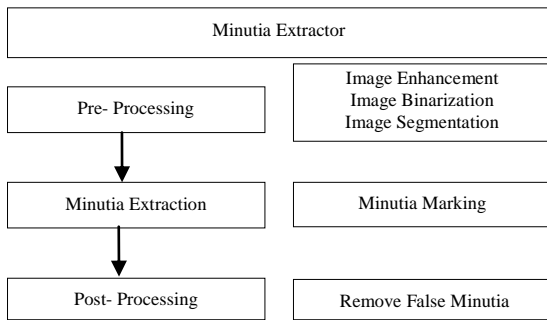 Minutia Extractor
Image Enhancement
Image Binarization
Image Segmentation
Pre- Processing
Minutia Extraction
Minutia Marking
Post- Processing
Remove False Minutia